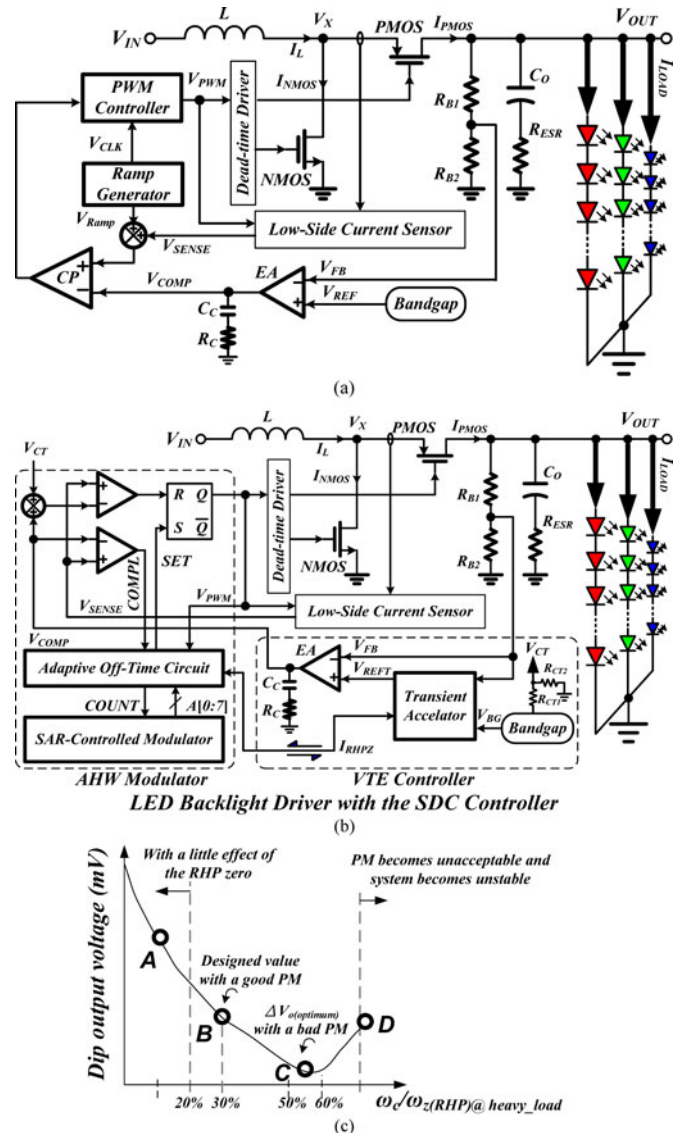 L
V_IN
V_X
I_L
PMOS
I_PMOS
V_OUT
PWM
Controller
V_PWM
I_NMOS
Dead-time Driver
R_B1
C_O
I_LOAD
V_CLK
R_ESR
Ramp
Generator
NMOS
R_B2
V_Ramp
V_SENSE
Low-Side Current Sensor
CP
V_COMP
EA
V_FB
V_REF
Bandgap
C_C
R_C
(a)
L
V_IN
V_X
I_L
PMOS
I_PMOS
V_OUT
V_CT
I_NMOS
Dead-time Driver
R_B1
C_O
I_LOAD
R Q
S Q̅
SET
COMPL
R_ESR
NMOS
R_B2
V_SENSE
V_PWM
Low-Side Current Sensor
V_COMP
EA
V_FB
V_REFT
V_CT
R_CT2
R_CT1
Adaptive Off-Time Circuit
C_C
R_C
Transient
Accelator
V_BG
Bandgap
COUNT
A[0:7]
I_RHPZ
SAR-Controlled Modulator
AHW Modulator
VTE Controller
LED Backlight Driver with the SDC Controller
(b)
Dip output voltage (mV)
With a little effect of
the RHP zero
PM becomes unacceptable and
system becomes unstable
A
Designed value
with a good PM
B
ΔV_o(optimum)
with a bad PM
C
D
20% 30% 50% 60%
ω_c/ω_z(RHP)@ heavy_load
(c)